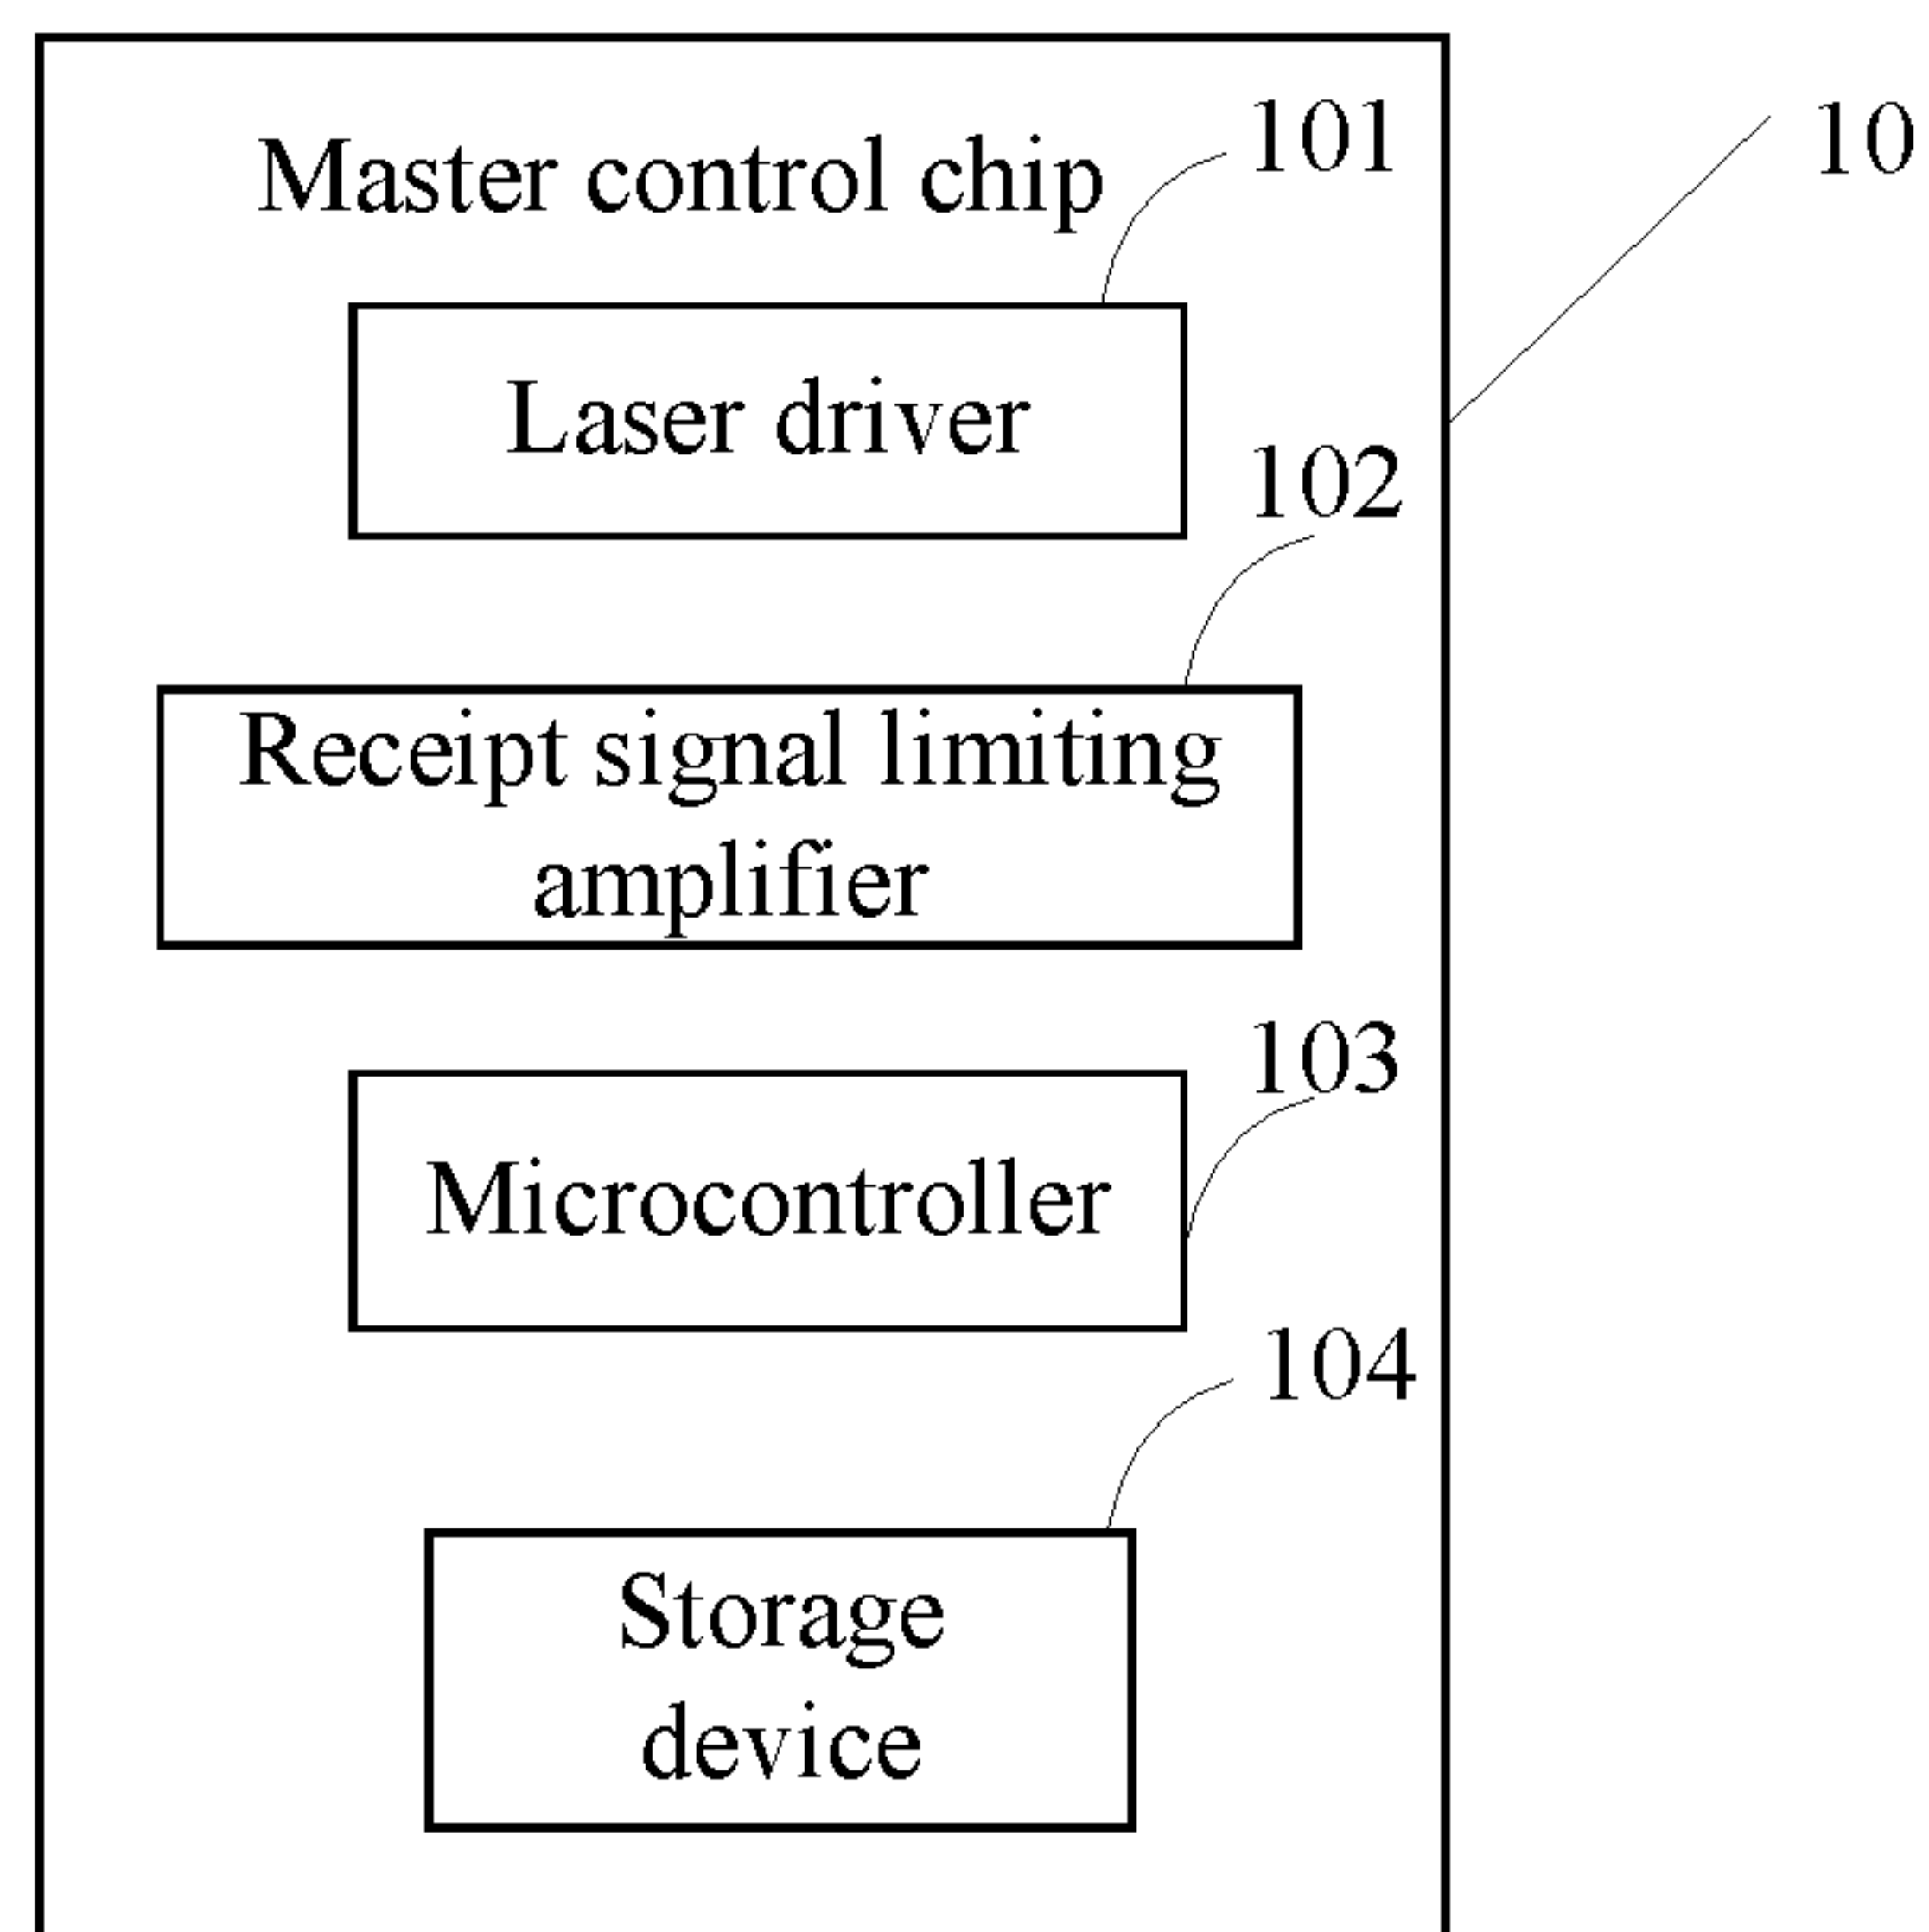 Master control chip
101
10
Laser driver
102
Receipt signal limiting
amplifier
103
Microcontroller
104
Storage
device